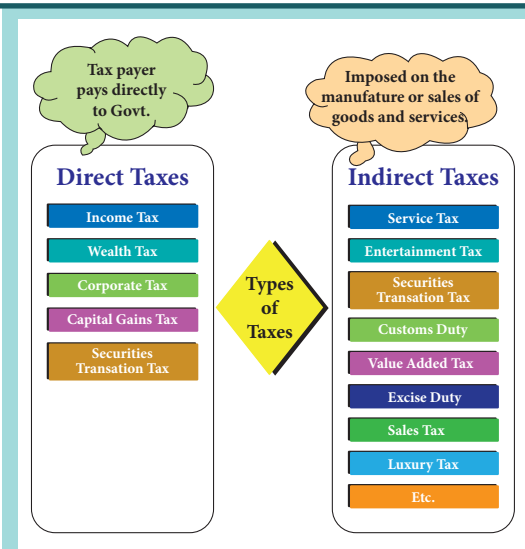 Tax payer
pays directly
to Govt.
Imposed on the
manufature or sales of
goods and services.
Direct Taxes
Income Tax
Wealth Tax
Corporate Tax
Capital Gains Tax
Securities
Transation Tax
Types
of
Taxes
Indirect Taxes
Service Tax
Entertainment Tax
Securities
Transation Tax
Customs Duty
Value Added Tax
Excise Duty
Sales Tax
Luxury Tax
Etc.